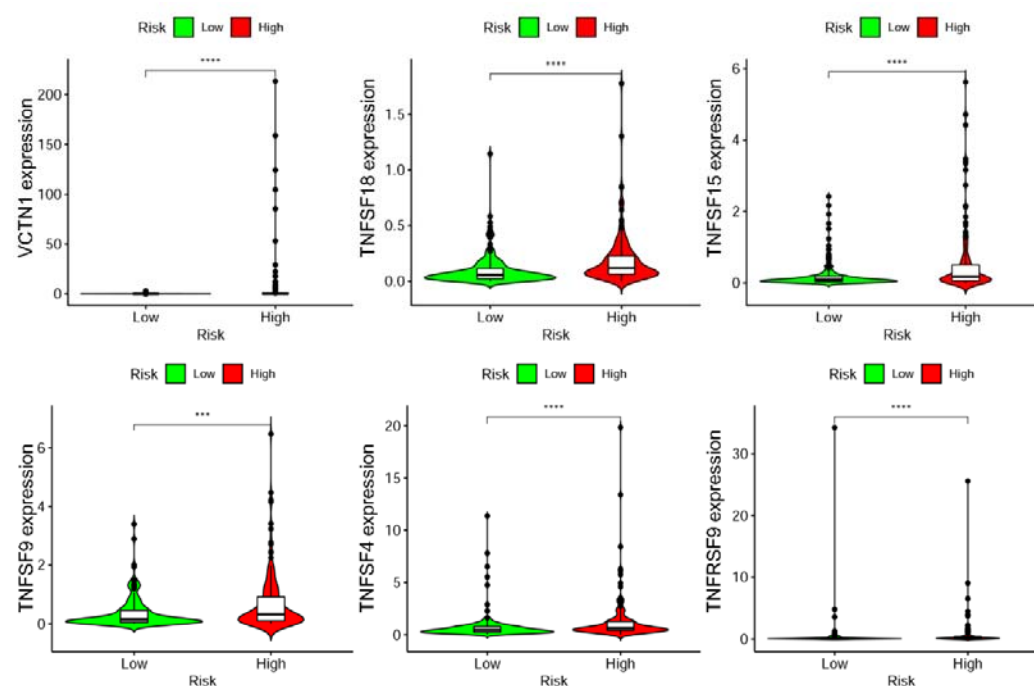 Risk Low High
****
VCTN1 expression
200
150
100
50
0
Low High
Risk
Risk Low High
****
TNFSF18 expression
1.5
1.0
0.5
0.0
Low High
Risk
Risk Low High
****
TNFSF15 expression
6
4
2
0
Low High
Risk
Risk Low High
***
TNFSF9 expression
6
4
2
0
Low High
Risk
Risk Low High
****
TNFSF4 expression
20
15
10
5
0
Low High
Risk
Risk Low High
****
TNFRSF9 expression
30
20
10
0
Low High
Risk